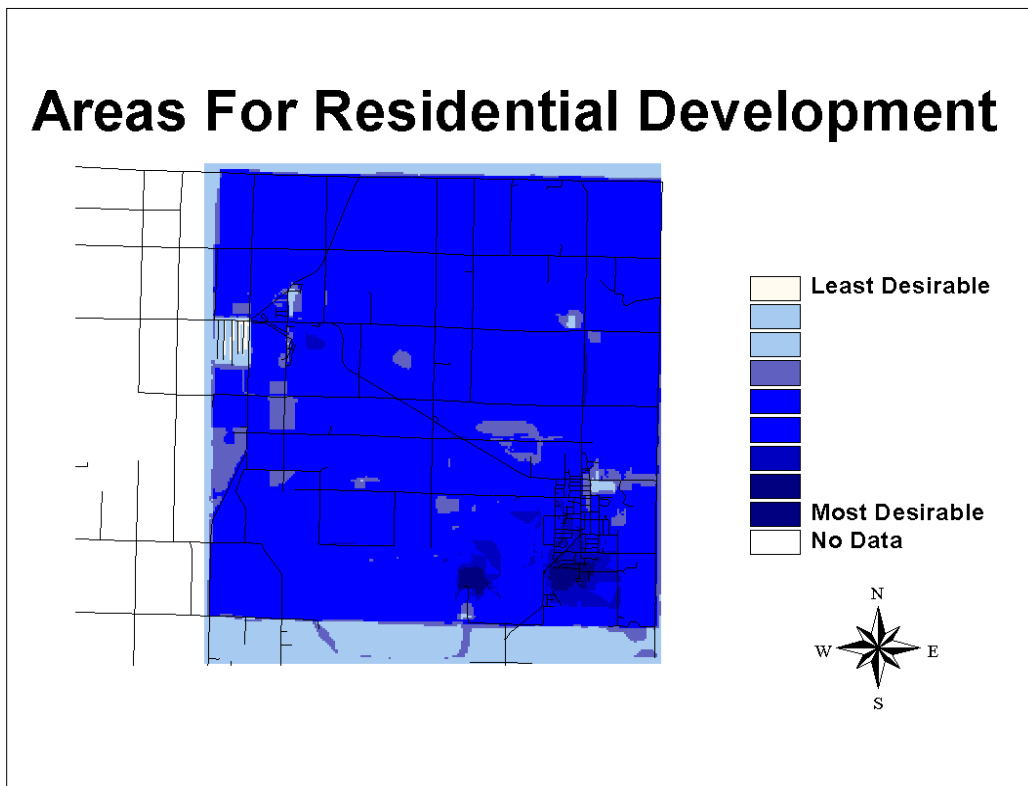 Areas For Residential Development
Least Desirable
Most Desirable
No Data
N
W E
S